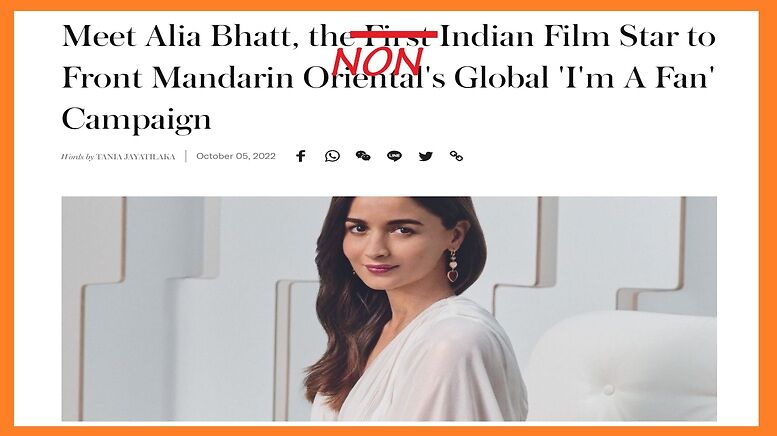 Meet Alia Bhatt, the First Indian Film Star to
NON
Front Mandarin Oriental's Global 'I'm A Fan'
Campaign
Words by TANIA JAYATILAKA | October 05, 2022
LINE